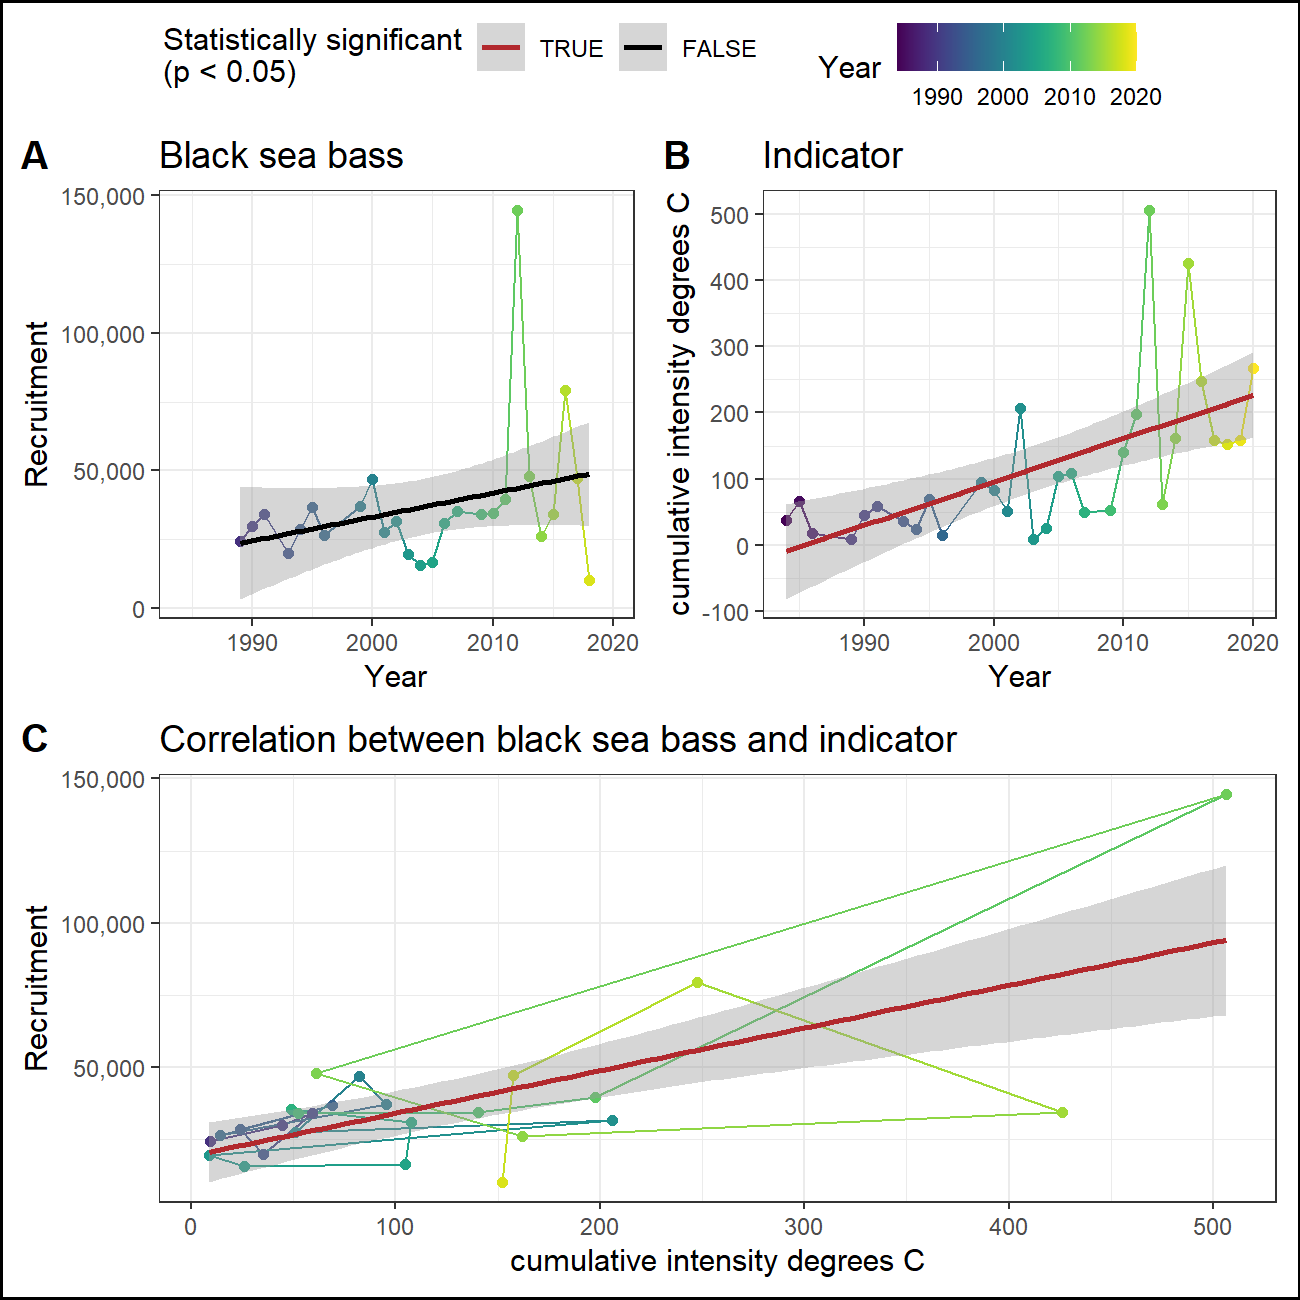 Statistically significant
(p < 0.05)
TRUE
FALSE
Year
1990 2000 2010 2020
A Black sea bass
150,000
100,000
50,000
0
Recruitment
1990 2000 2010 2020
Year
B Indicator
500
400
300
200
100
0
-100
cumulative intensity degrees C
1990 2000 2010 2020
Year
C Correlation between black sea bass and indicator
150,000
100,000
50,000
Recruitment
0 100 200 300 400 500
cumulative intensity degrees C